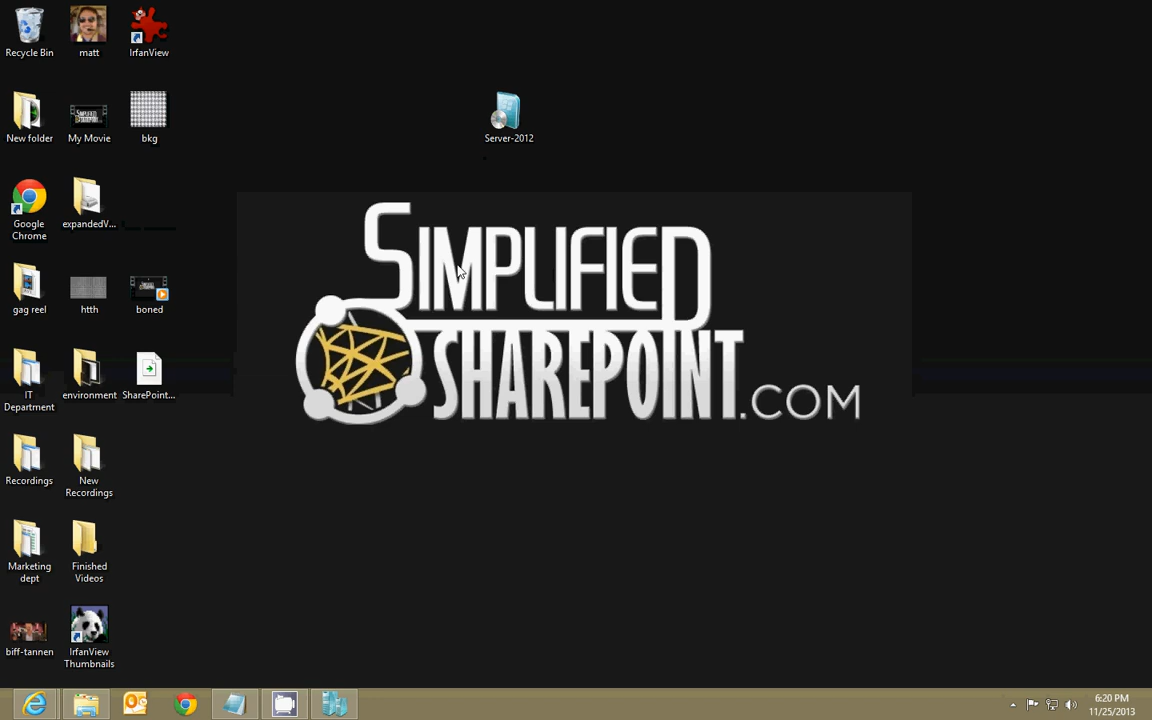 Recycle Bin
matt
IrfanView
New folder
My Movie
bkg
Server-2012
Google
Chrome
expandedV...
gag reel
htth
boned
IT
Department
environment
SharePoint...
Recordings
New
Recordings
Marketing
dept
Finished
Videos
biff-tannen
IrfanView
Thumbnails
SIMPLIFIED
SHAREPOINT.COM
6:20 PM
11/25/2013